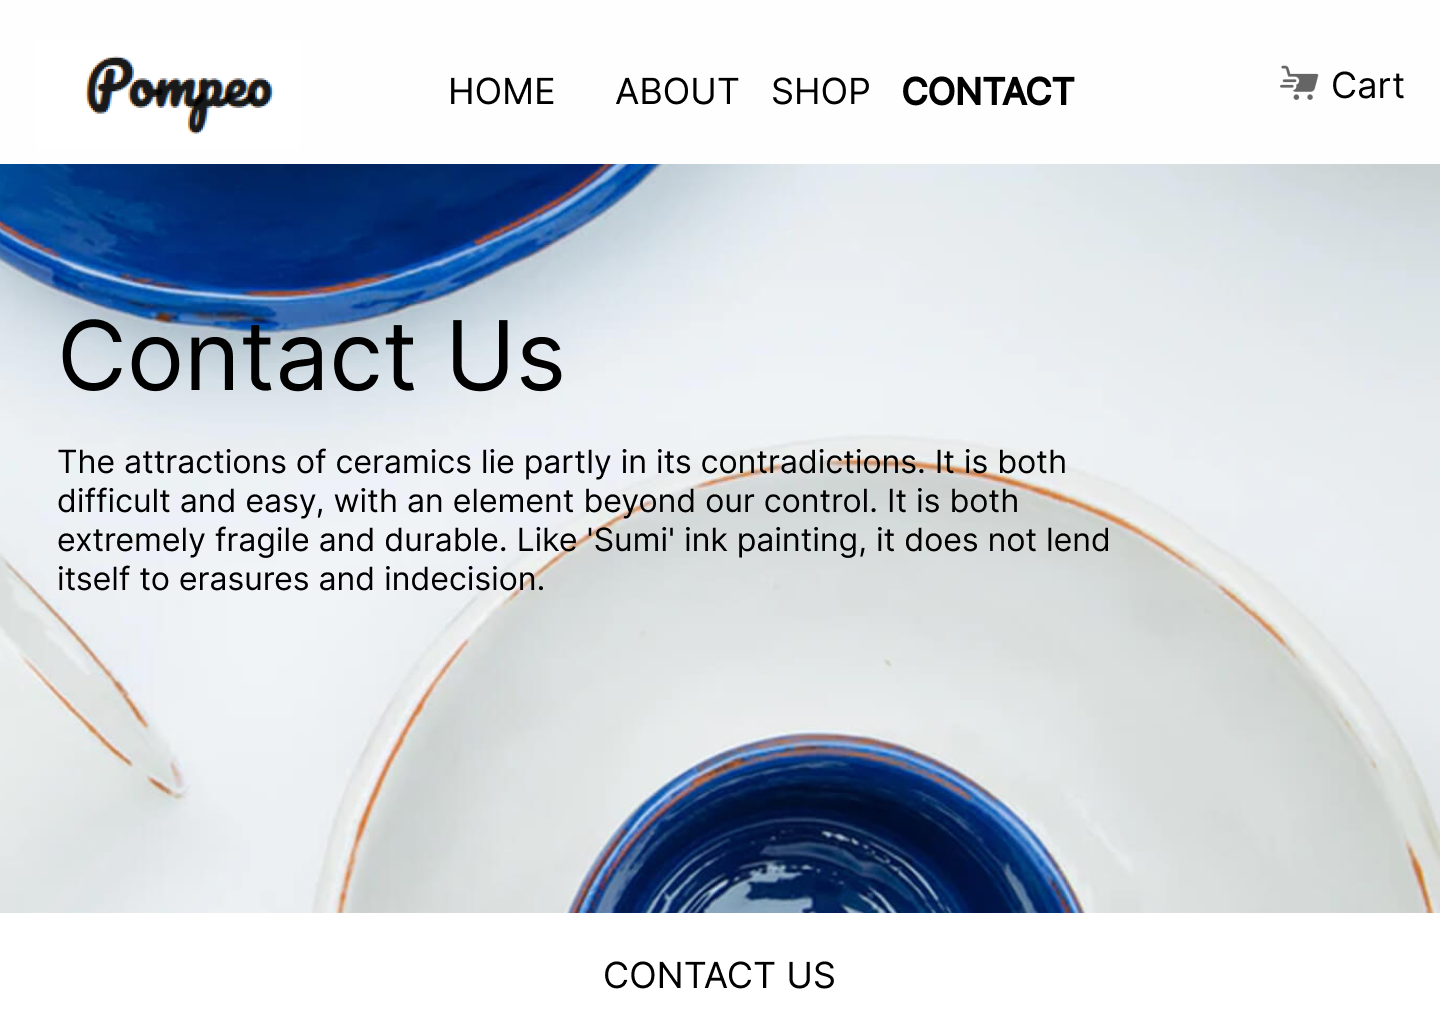 Pompeo
HOME ABOUT SHOP CONTACT
Cart
Contact Us
The attractions of ceramics lie partly in its contradictions. It is both
difficult and easy, with an element beyond our control. It is both
extremely fragile and durable. Like 'Sumi' ink painting, it does not lend
itself to erasures and indecision.
CONTACT US